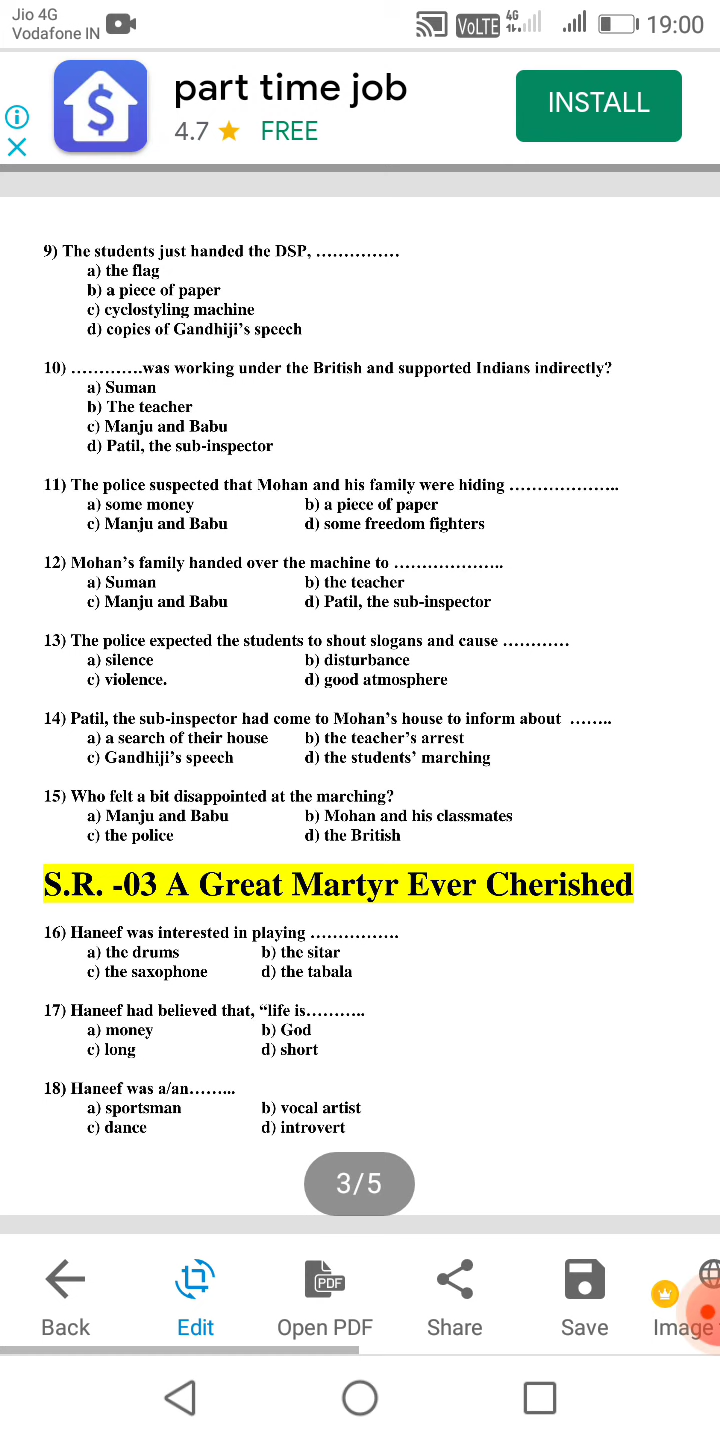 Jio 4G
Vodafone IN
VoLTE
4G
19:00
part time job
4.7 ★ FREE
INSTALL
9) The students just handed the DSP, ……………
a) the flag
b) a piece of paper
c) cyclostyling machine
d) copies of Gandhiji's speech
10) ………….was working under the British and supported Indians indirectly?
a) Suman
b) The teacher
c) Manju and Babu
d) Patil, the sub-inspector
11) The police suspected that Mohan and his family were hiding ………………..
a) some money b) a piece of paper
c) Manju and Babu d) some freedom fighters
12) Mohan's family handed over the machine to ………………..
a) Suman b) the teacher
c) Manju and Babu d) Patil, the sub-inspector
13) The police expected the students to shout slogans and cause …………
a) silence b) disturbance
c) violence. d) good atmosphere
14) Patil, the sub-inspector had come to Mohan's house to inform about ……..
a) a search of their house b) the teacher's arrest
c) Gandhiji's speech d) the students' marching
15) Who felt a bit disappointed at the marching?
a) Manju and Babu b) Mohan and his classmates
c) the police d) the British
S.R. -03 A Great Martyr Ever Cherished
16) Haneef was interested in playing …………….
a) the drums b) the sitar
c) the saxophone d) the tabala
17) Haneef had believed that, “life is………..
a) money b) God
c) long d) short
18) Haneef was a/an……...
a) sportsman b) vocal artist
c) dance d) introvert
3/5
PDF
Back Edit Open PDF Share Save Image